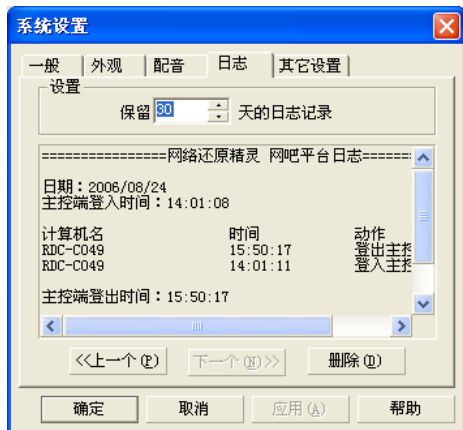 系统设置
一般 外观 配音 日志 其它设置
设置
保留 30 天的日志记录
================网络还原精灵 网吧平台日志======
日期：2006/08/24
主控端登入时间：14:01:08
计算机名 时间 动作
RDC-C049 15:50:17 登出主控
RDC-C049 14:01:11 登入主控
主控端登出时间：15:50:17
<<上一个(P) 下一个(N)>> 删除(D)
确定 取消 应用(A) 帮助